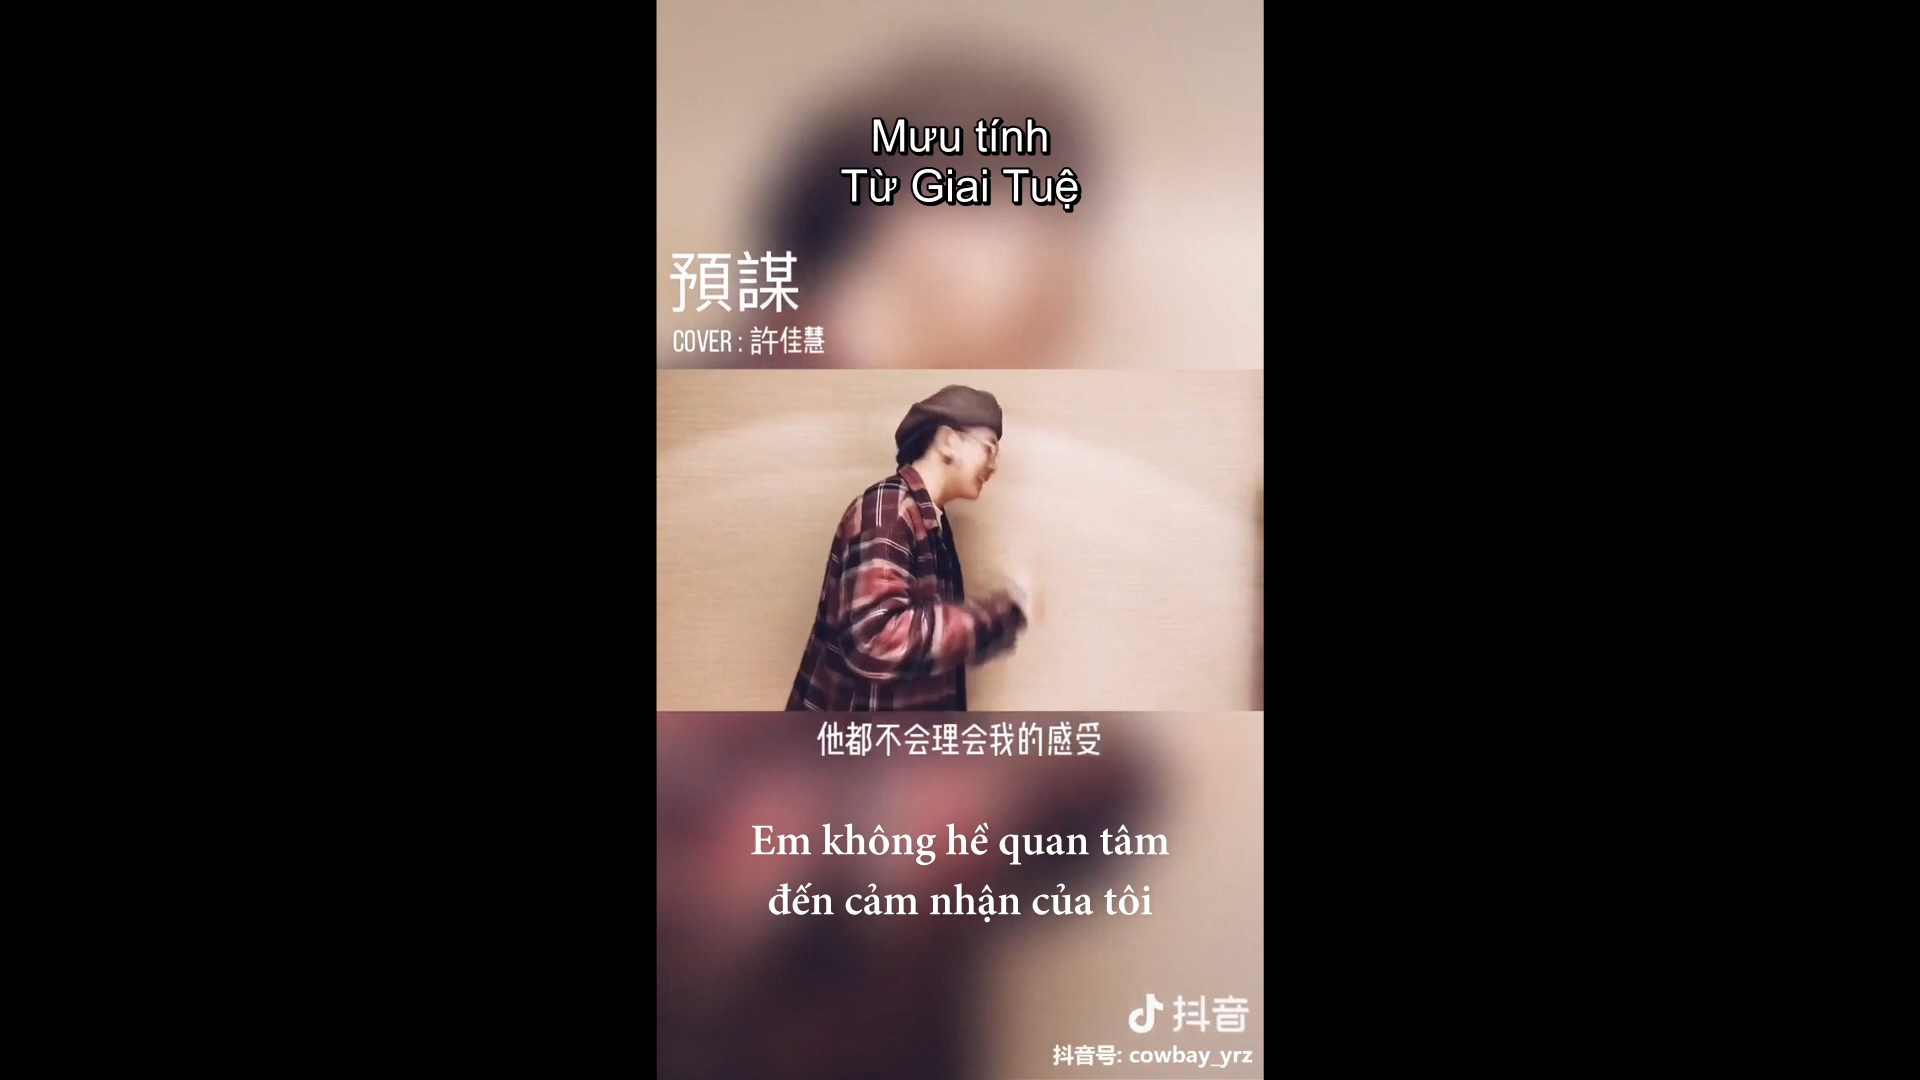 Mưu tính
Từ Giai Tuệ
預謀
COVER : 許佳慧
他都不会理会我的感受
Em không hề quan tâm
đến cảm nhận của tôi
抖音
抖音号: cowbay_yrz